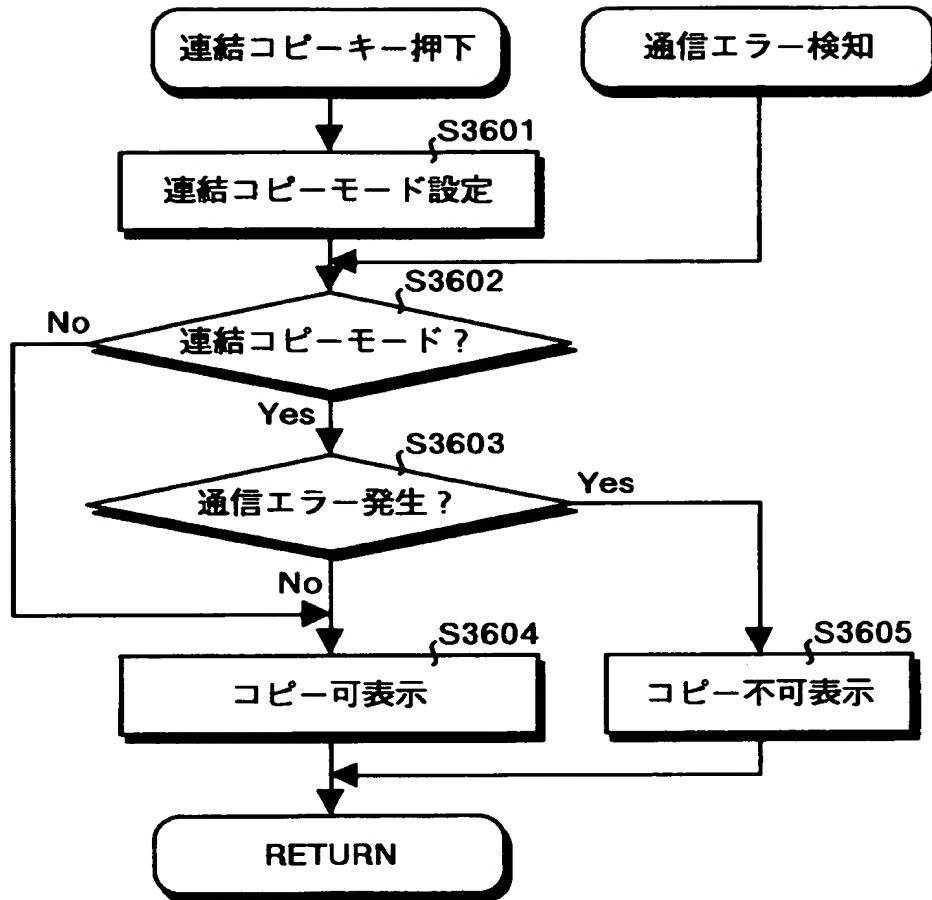 連結コピーキー押下
通信エラー検知
S3601
連結コピーモード設定
S3602
No
連結コピーモード?
Yes
S3603
通信エラー発生?
Yes
No
S3604
コピー可表示
S3605
コピー不可表示
RETURN